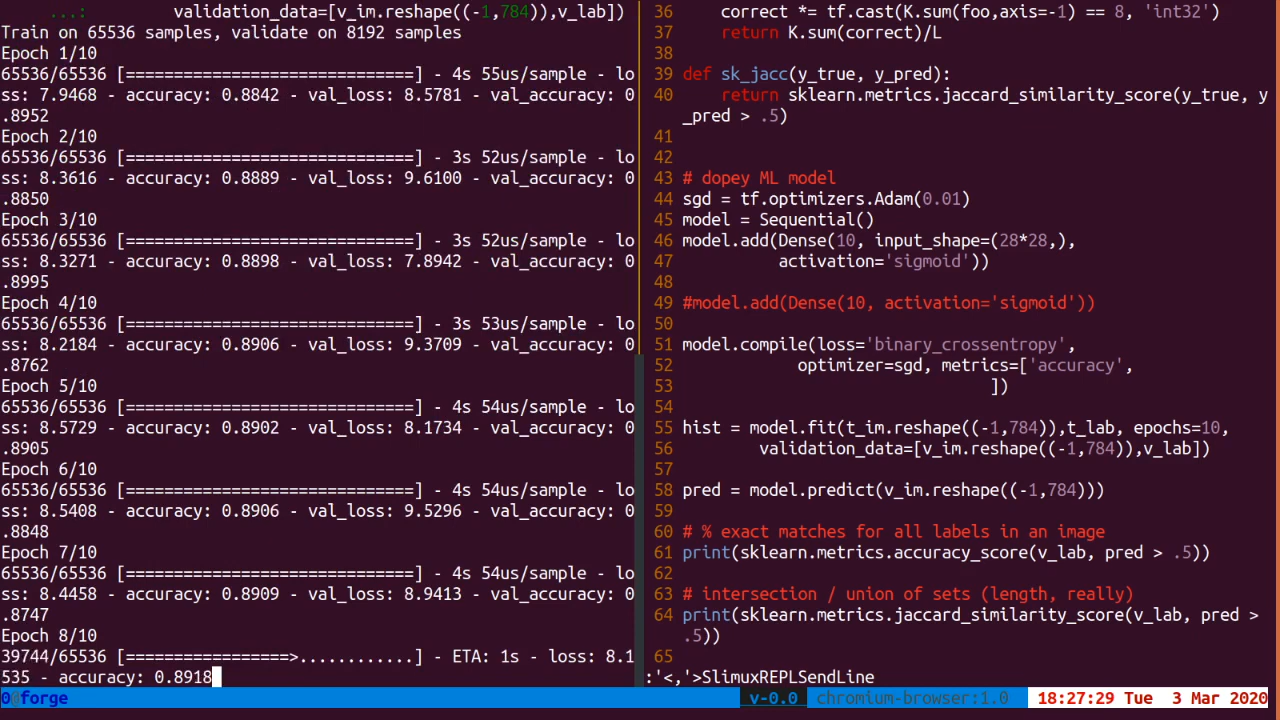 ...:         validation_data=[v_im.reshape((-1,784)),v_lab])
Train on 65536 samples, validate on 8192 samples
Epoch 1/10
65536/65536 [==============================] - 4s 55us/sample - lo
ss: 7.9468 - accuracy: 0.8842 - val_loss: 8.5781 - val_accuracy: 0
.8952
Epoch 2/10
65536/65536 [==============================] - 3s 52us/sample - lo
ss: 8.3616 - accuracy: 0.8889 - val_loss: 9.6100 - val_accuracy: 0
.8850
Epoch 3/10
65536/65536 [==============================] - 3s 52us/sample - lo
ss: 8.3271 - accuracy: 0.8898 - val_loss: 7.8942 - val_accuracy: 0
.8995
Epoch 4/10
65536/65536 [==============================] - 3s 53us/sample - lo
ss: 8.2184 - accuracy: 0.8906 - val_loss: 9.3709 - val_accuracy: 0
.8762
Epoch 5/10
65536/65536 [==============================] - 4s 54us/sample - lo
ss: 8.5729 - accuracy: 0.8902 - val_loss: 8.1734 - val_accuracy: 0
.8905
Epoch 6/10
65536/65536 [==============================] - 4s 54us/sample - lo
ss: 8.5408 - accuracy: 0.8906 - val_loss: 9.5296 - val_accuracy: 0
.8848
Epoch 7/10
65536/65536 [==============================] - 4s 54us/sample - lo
ss: 8.4458 - accuracy: 0.8909 - val_loss: 8.9413 - val_accuracy: 0
.8747
Epoch 8/10
39744/65536 [=================>............] - ETA: 1s - loss: 8.1
535 - accuracy: 0.8918
36     correct *= tf.cast(K.sum(foo,axis=-1) == 8, 'int32')
37     return K.sum(correct)/L
38
39 def sk_jacc(y_true, y_pred):
40     return sklearn.metrics.jaccard_similarity_score(y_true, y
_pred > .5)
41
42
43 # dopey ML model
44 sgd = tf.optimizers.Adam(0.01)
45 model = Sequential()
46 model.add(Dense(10, input_shape=(28*28,),
47           activation='sigmoid'))
48
49 #model.add(Dense(10, activation='sigmoid'))
50
51 model.compile(loss='binary_crossentropy',
52             optimizer=sgd, metrics=['accuracy',
53                                 ])
54
55 hist = model.fit(t_im.reshape((-1,784)),t_lab, epochs=10,
56         validation_data=[v_im.reshape((-1,784)),v_lab])
57
58 pred = model.predict(v_im.reshape((-1,784)))
59
60 # % exact matches for all labels in an image
61 print(sklearn.metrics.accuracy_score(v_lab, pred > .5))
62
63 # intersection / union of sets (length, really)
64 print(sklearn.metrics.jaccard_similarity_score(v_lab, pred >
.5))
65
:'<,'>SlimuxREPLSendLine
0@forge v-0.0 chromium-browser:1.0 18:27:29 Tue  3 Mar 2020